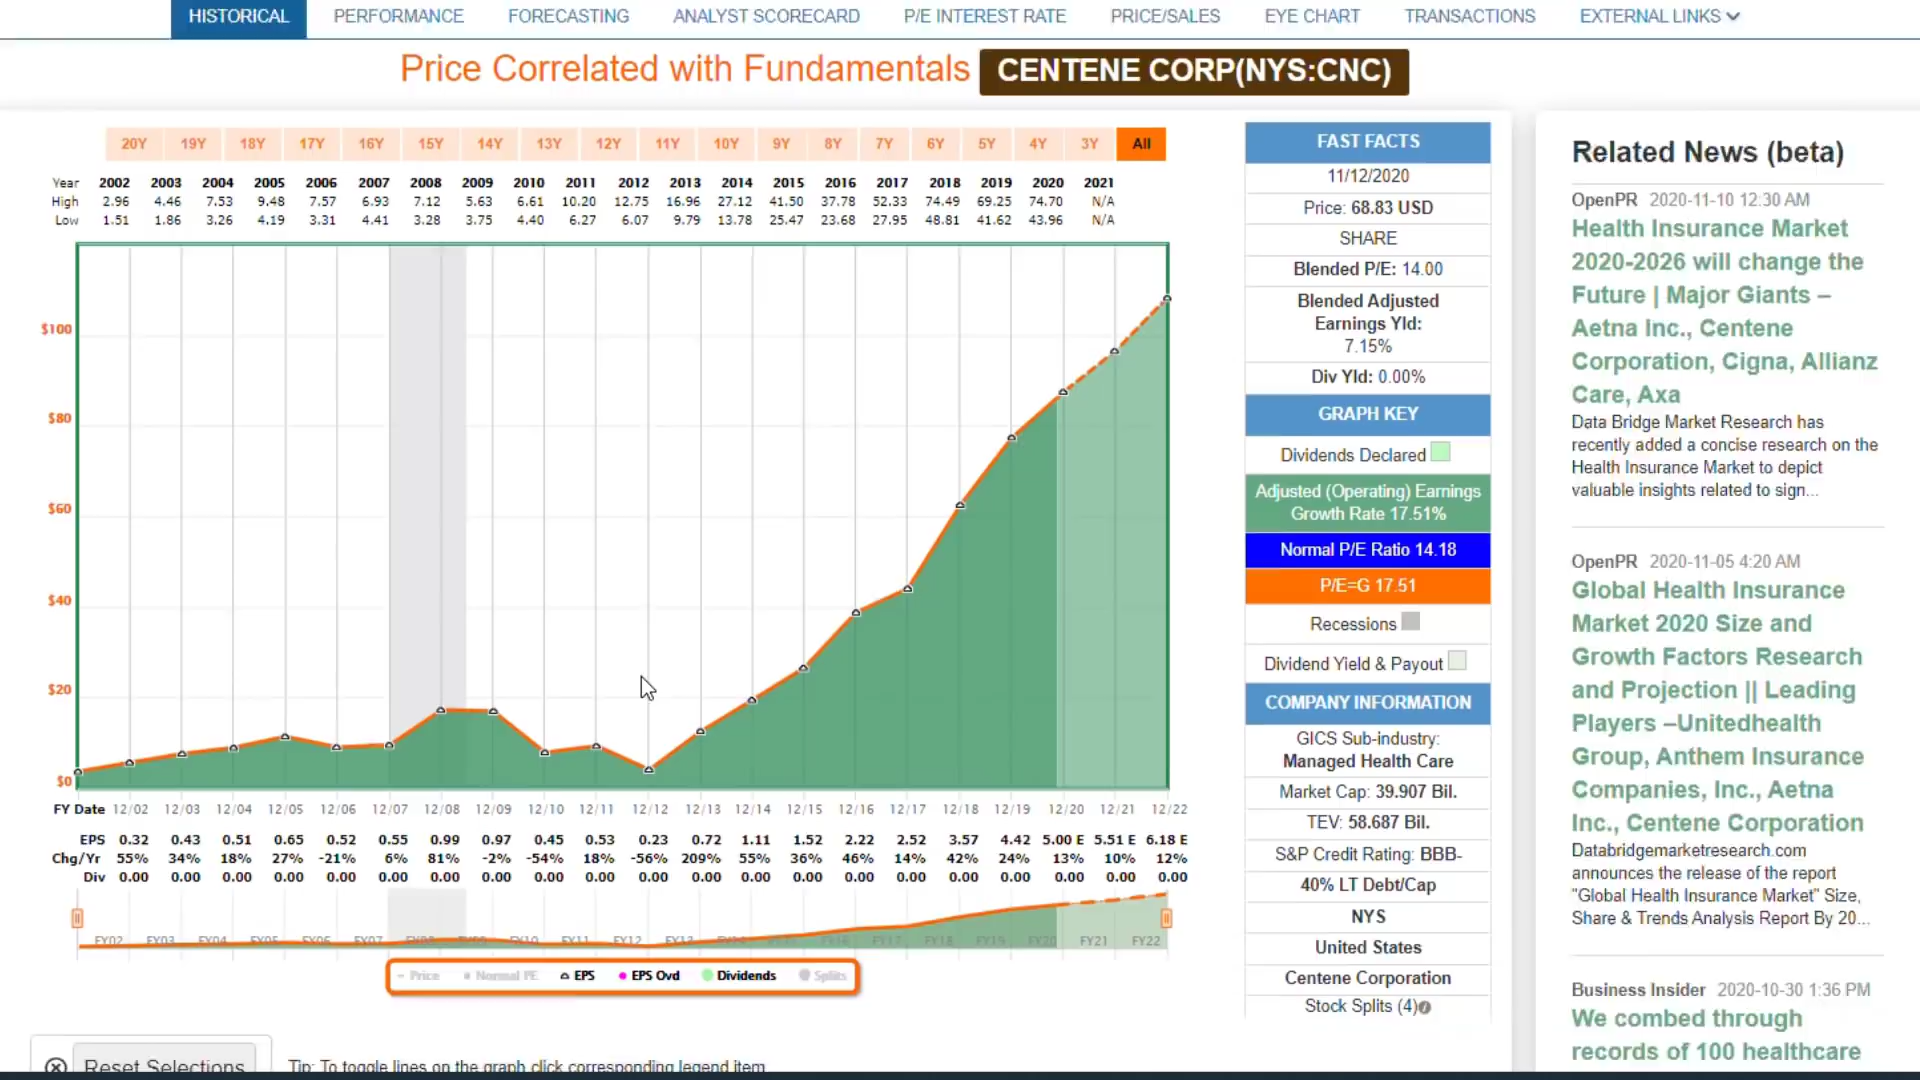 HISTORICAL PERFORMANCE FORECASTING ANALYST SCORECARD P/E INTEREST RATE PRICE/SALES EYE CHART TRANSACTIONS EXTERNAL LINKS
Price Correlated with Fundamentals CENTENE CORP(NYS:CNC)
20Y 19Y 18Y 17Y 16Y 15Y 14Y 13Y 12Y 11Y 10Y 9Y 8Y 7Y 6Y 5Y 4Y 3Y All
Year 2002 2003 2004 2005 2006 2007 2008 2009 2010 2011 2012 2013 2014 2015 2016 2017 2018 2019 2020 2021
High 2.96 4.46 7.53 9.48 7.57 6.93 7.12 5.63 6.61 10.20 12.75 16.96 27.12 41.50 37.78 52.33 74.49 69.25 74.70 N/A
Low 1.51 1.86 3.26 4.19 3.31 4.41 3.28 3.75 4.40 6.27 6.07 9.79 13.78 25.47 23.68 27.95 48.81 41.62 43.96 N/A
$100
$80
$60
$40
$20
$0
FY Date 12/02 12/03 12/04 12/05 12/06 12/07 12/08 12/09 12/10 12/11 12/12 12/13 12/14 12/15 12/16 12/17 12/18 12/19 12/20 12/21 12/22
EPS 0.32 0.43 0.51 0.65 0.52 0.55 0.99 0.97 0.45 0.53 0.23 0.72 1.11 1.52 2.22 2.52 3.57 4.42 5.00 E 5.51 E 6.18 E
Chg/Yr 55% 34% 18% 27% -21% 6% 81% -2% -54% 18% -56% 209% 55% 36% 46% 14% 42% 24% 13% 10% 12%
Div 0.00 0.00 0.00 0.00 0.00 0.00 0.00 0.00 0.00 0.00 0.00 0.00 0.00 0.00 0.00 0.00 0.00 0.00 0.00 0.00 0.00
FY02 FY03 FY04 FY05 FY06 FY07 FY08 FY10 FY11 FY12 FY13 FY16 FY17 FY18 FY19 FY20 FY21 FY22
Price Normal PE EPS EPS Ovd Dividends Splits
Reset Selections Tip: To toggle lines on the graph click corresponding legend item
FAST FACTS
11/12/2020
Price: 68.83 USD
SHARE
Blended P/E: 14.00
Blended Adjusted
Earnings Yld:
7.15%
Div Yld: 0.00%
GRAPH KEY
Dividends Declared
Adjusted (Operating) Earnings
Growth Rate 17.51%
Normal P/E Ratio 14.18
P/E=G 17.51
Recessions
Dividend Yield & Payout
COMPANY INFORMATION
GICS Sub-industry:
Managed Health Care
Market Cap: 39.907 Bil.
TEV: 58.687 Bil.
S&P Credit Rating: BBB-
40% LT Debt/Cap
NYS
United States
Centene Corporation
Stock Splits (4)
Related News (beta)
OpenPR 2020-11-10 12:30 AM
Health Insurance Market
2020-2026 will change the
Future | Major Giants –
Aetna Inc., Centene
Corporation, Cigna, Allianz
Care, Axa
Data Bridge Market Research has
recently added a concise research on the
Health Insurance Market to depict
valuable insights related to sign...
OpenPR 2020-11-05 4:20 AM
Global Health Insurance
Market 2020 Size and
Growth Factors Research
and Projection || Leading
Players –Unitedhealth
Group, Anthem Insurance
Companies, Inc., Aetna
Inc., Centene Corporation
Databridgemarketresearch.com
announces the release of the report
"Global Health Insurance Market" Size,
Share & Trends Analysis Report By 20...
Business Insider 2020-10-30 1:36 PM
We combed through
records of 100 healthcare